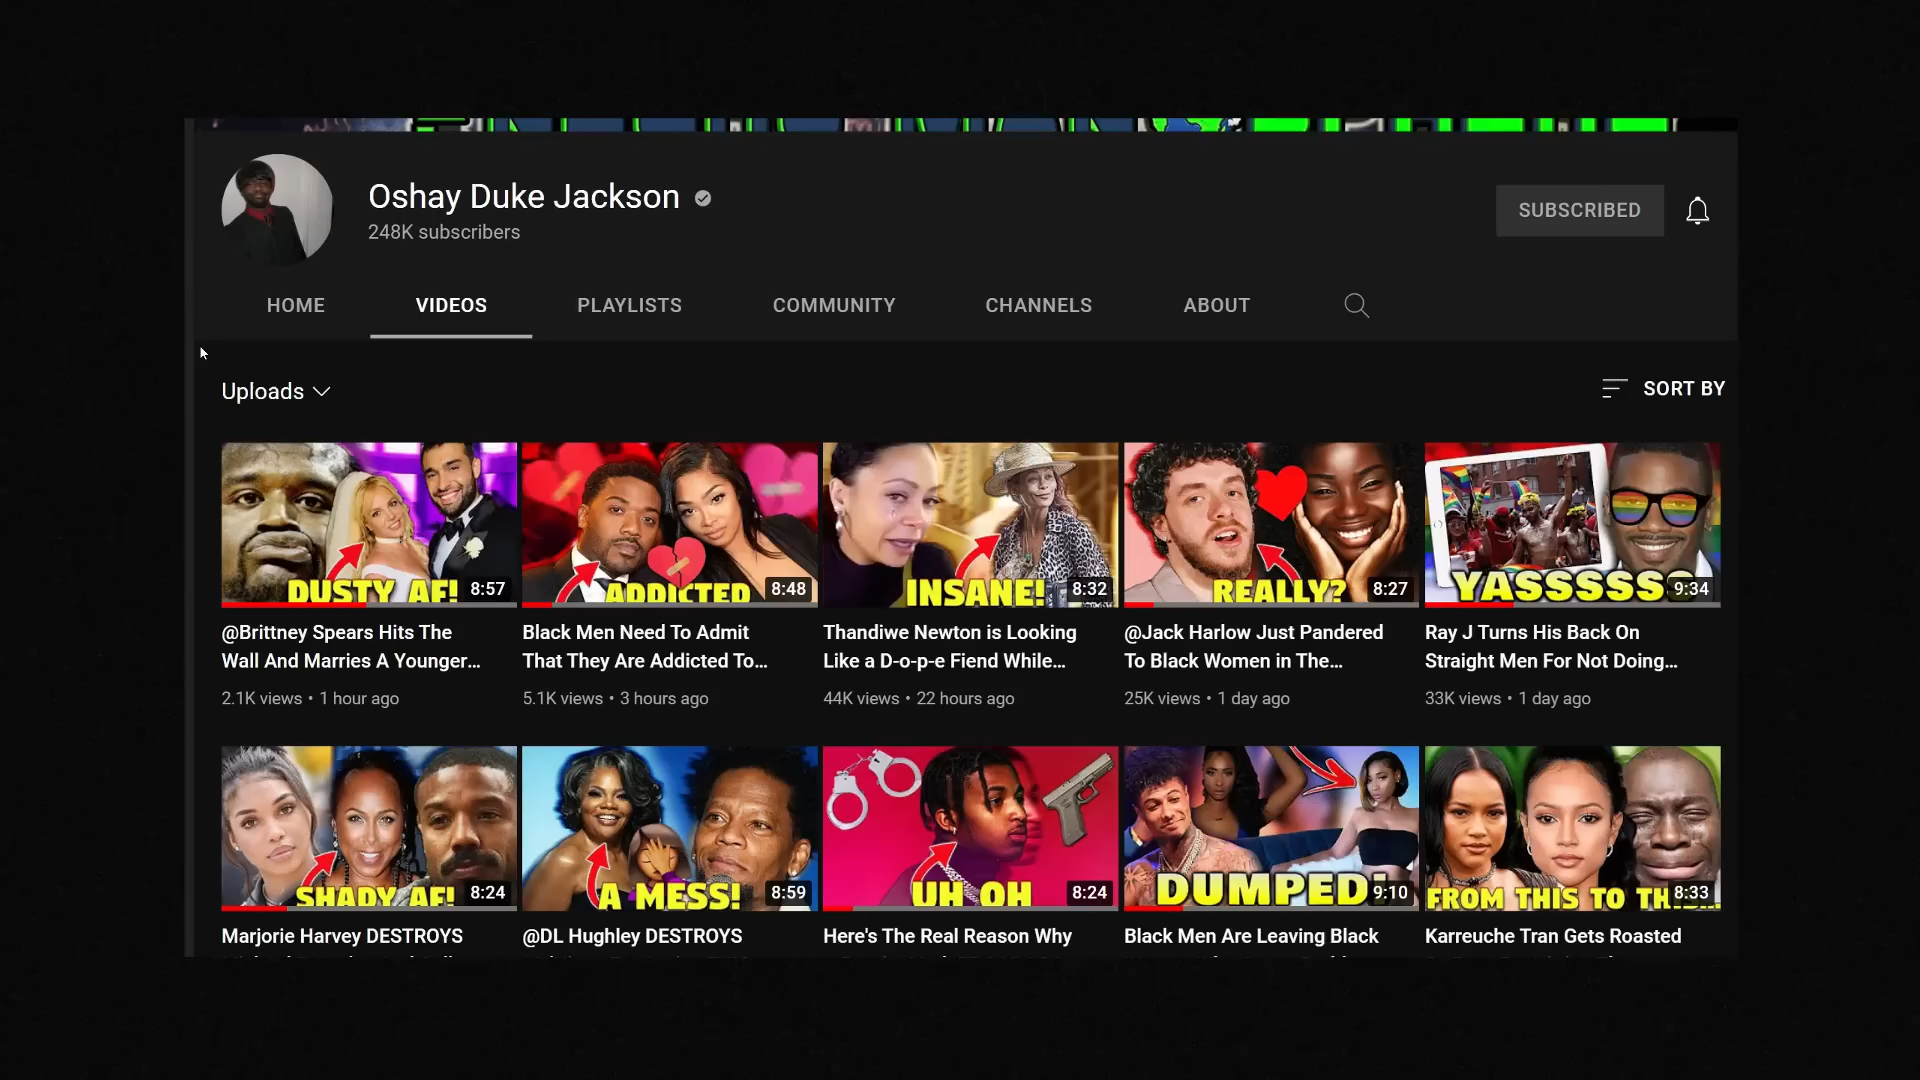 Oshay Duke Jackson
248K subscribers
SUBSCRIBED
HOME
VIDEOS
PLAYLISTS
COMMUNITY
CHANNELS
ABOUT
Uploads
SORT BY
DUSTY AF!
8:57
ADDICTED
8:48
INSANE!
8:32
REALLY?
8:27
YASSSSSS
9:34
@Brittney Spears Hits The
Wall And Marries A Younger...
2.1K views • 1 hour ago
Black Men Need To Admit
That They Are Addicted To...
5.1K views • 3 hours ago
Thandiwe Newton is Looking
Like a D-o-p-e Fiend While...
44K views • 22 hours ago
@Jack Harlow Just Pandered
To Black Women in The...
25K views • 1 day ago
Ray J Turns His Back On
Straight Men For Not Doing...
33K views • 1 day ago
SHADY AF!
8:24
A MESS!
8:59
UH OH
8:24
DUMPED!
9:10
FROM THIS TO
8:33
Marjorie Harvey DESTROYS
@DL Hughley DESTROYS
Here's The Real Reason Why
Black Men Are Leaving Black
Karreuche Tran Gets Roasted